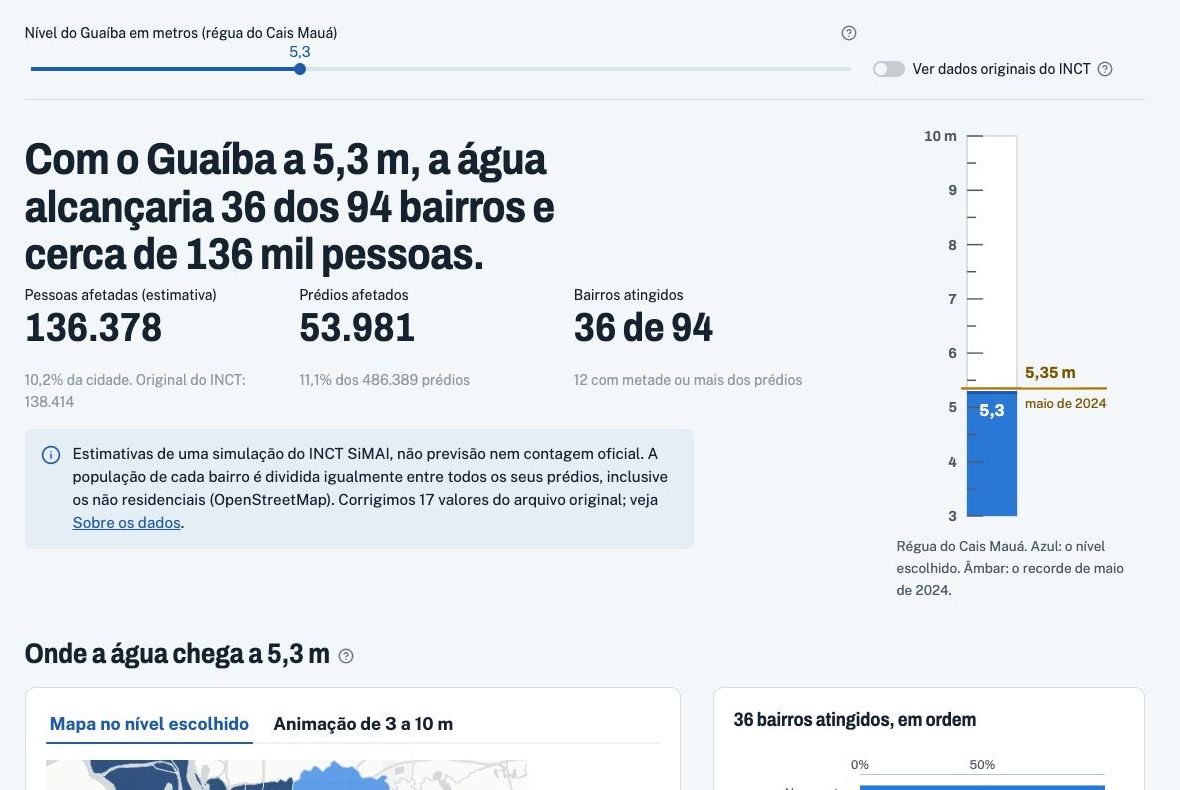 Nível do Guaíba em metros (régua do Cais Mauá)
5,3
Ver dados originais do INCT
Com o Guaíba a 5,3 m, a água
alcançaria 36 dos 94 bairros e
cerca de 136 mil pessoas.
Pessoas afetadas (estimativa)
136.378
10,2% da cidade. Original do INCT:
138.414
Prédios afetados
53.981
11,1% dos 486.389 prédios
Bairros atingidos
36 de 94
12 com metade ou mais dos prédios
Estimativas de uma simulação do INCT SiMAI, não previsão nem contagem oficial. A
população de cada bairro é dividida igualmente entre todos os seus prédios, inclusive
os não residenciais (OpenStreetMap). Corrigimos 17 valores do arquivo original; veja
Sobre os dados.
10 m
9
8
7
6
5,35 m
maio de 2024
5
5,3
4
3
Régua do Cais Mauá. Azul: o nível
escolhido. Âmbar: o recorde de maio
de 2024.
Onde a água chega a 5,3 m
Mapa no nível escolhido
Animação de 3 a 10 m
36 bairros atingidos, em ordem
0%
50%